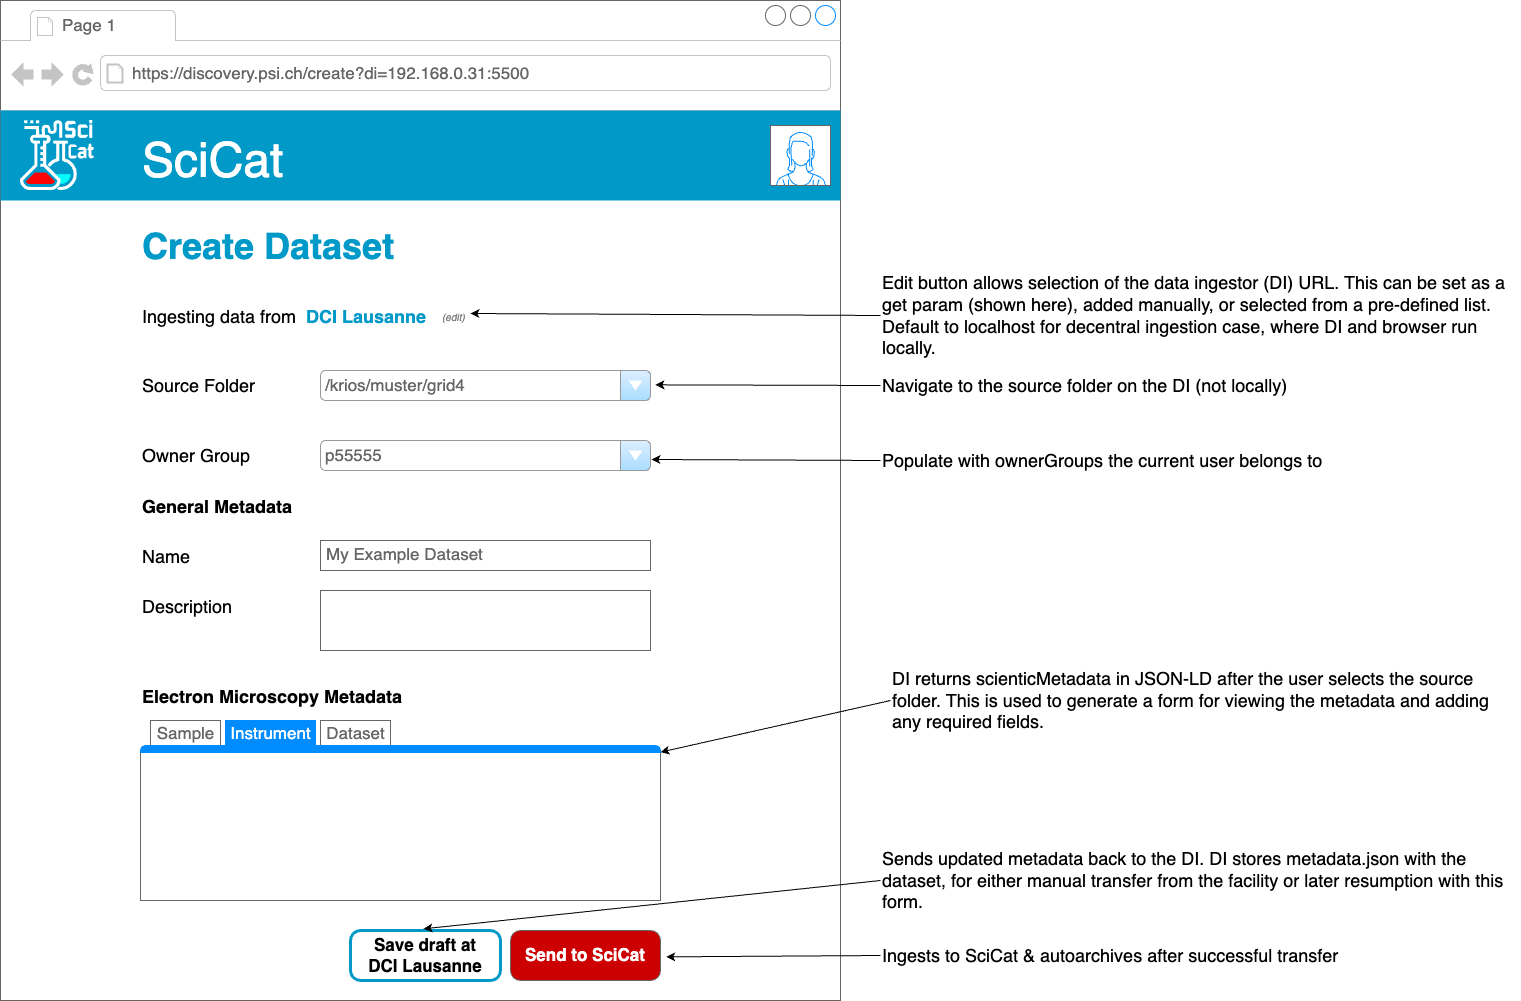 Page 1
https://discovery.psi.ch/create?di=192.168.0.31:5500
Sci
Cat
SciCat
Create Dataset
Ingesting data from DCI Lausanne (edit)
Edit button allows selection of the data ingestor (DI) URL. This can be set as a
get param (shown here), added manually, or selected from a pre-defined list.
Default to localhost for decentral ingestion case, where DI and browser run
locally.
Source Folder
/krios/muster/grid4
Navigate to the source folder on the DI (not locally)
Owner Group
p55555
Populate with ownerGroups the current user belongs to
General Metadata
Name
My Example Dataset
Description
Electron Microscopy Metadata
Sample
Instrument
Dataset
DI returns scienticMetadata in JSON-LD after the user selects the source
folder. This is used to generate a form for viewing the metadata and adding
any required fields.
Sends updated metadata back to the DI. DI stores metadata.json with the
dataset, for either manual transfer from the facility or later resumption with this
form.
Save draft at
DCI Lausanne
Send to SciCat
Ingests to SciCat & autoarchives after successful transfer